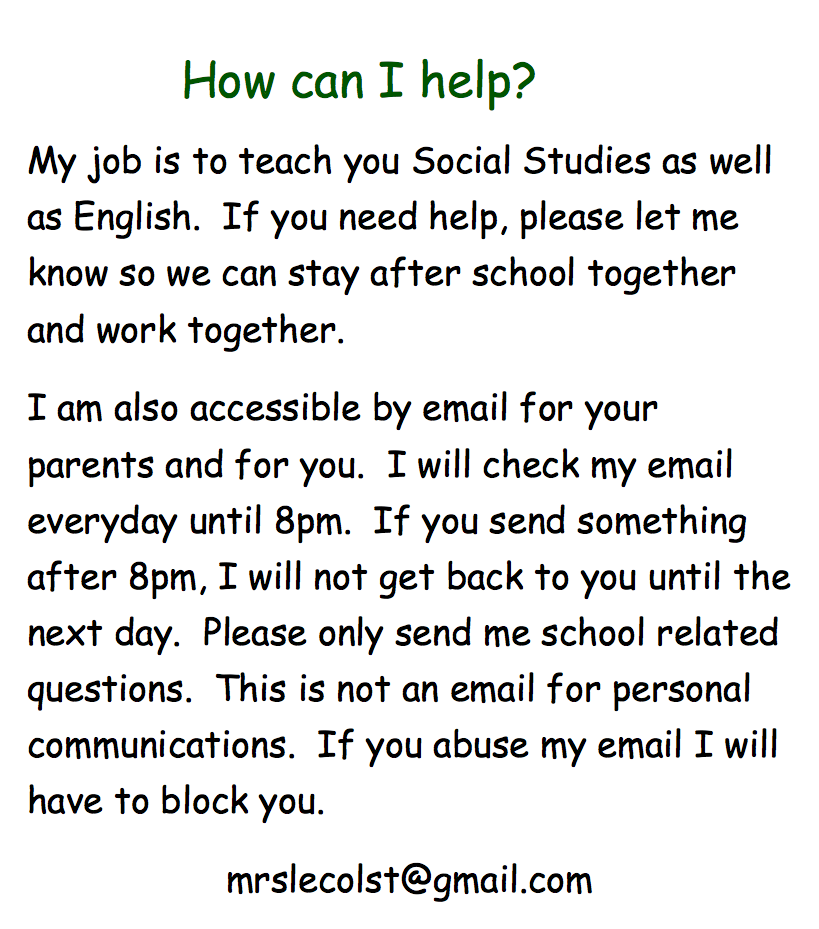 How can I help?
My job is to teach you Social Studies as well
as English.  If you need help, please let me
know so we can stay after school together
and work together.
I am also accessible by email for your
parents and for you.  I will check my email
everyday until 8pm.  If you send something
after 8pm, I will not get back to you until the
next day.  Please only send me school related
questions.  This is not an email for personal
communications.  If you abuse my email I will
have to block you.
mrslecolst@gmail.com